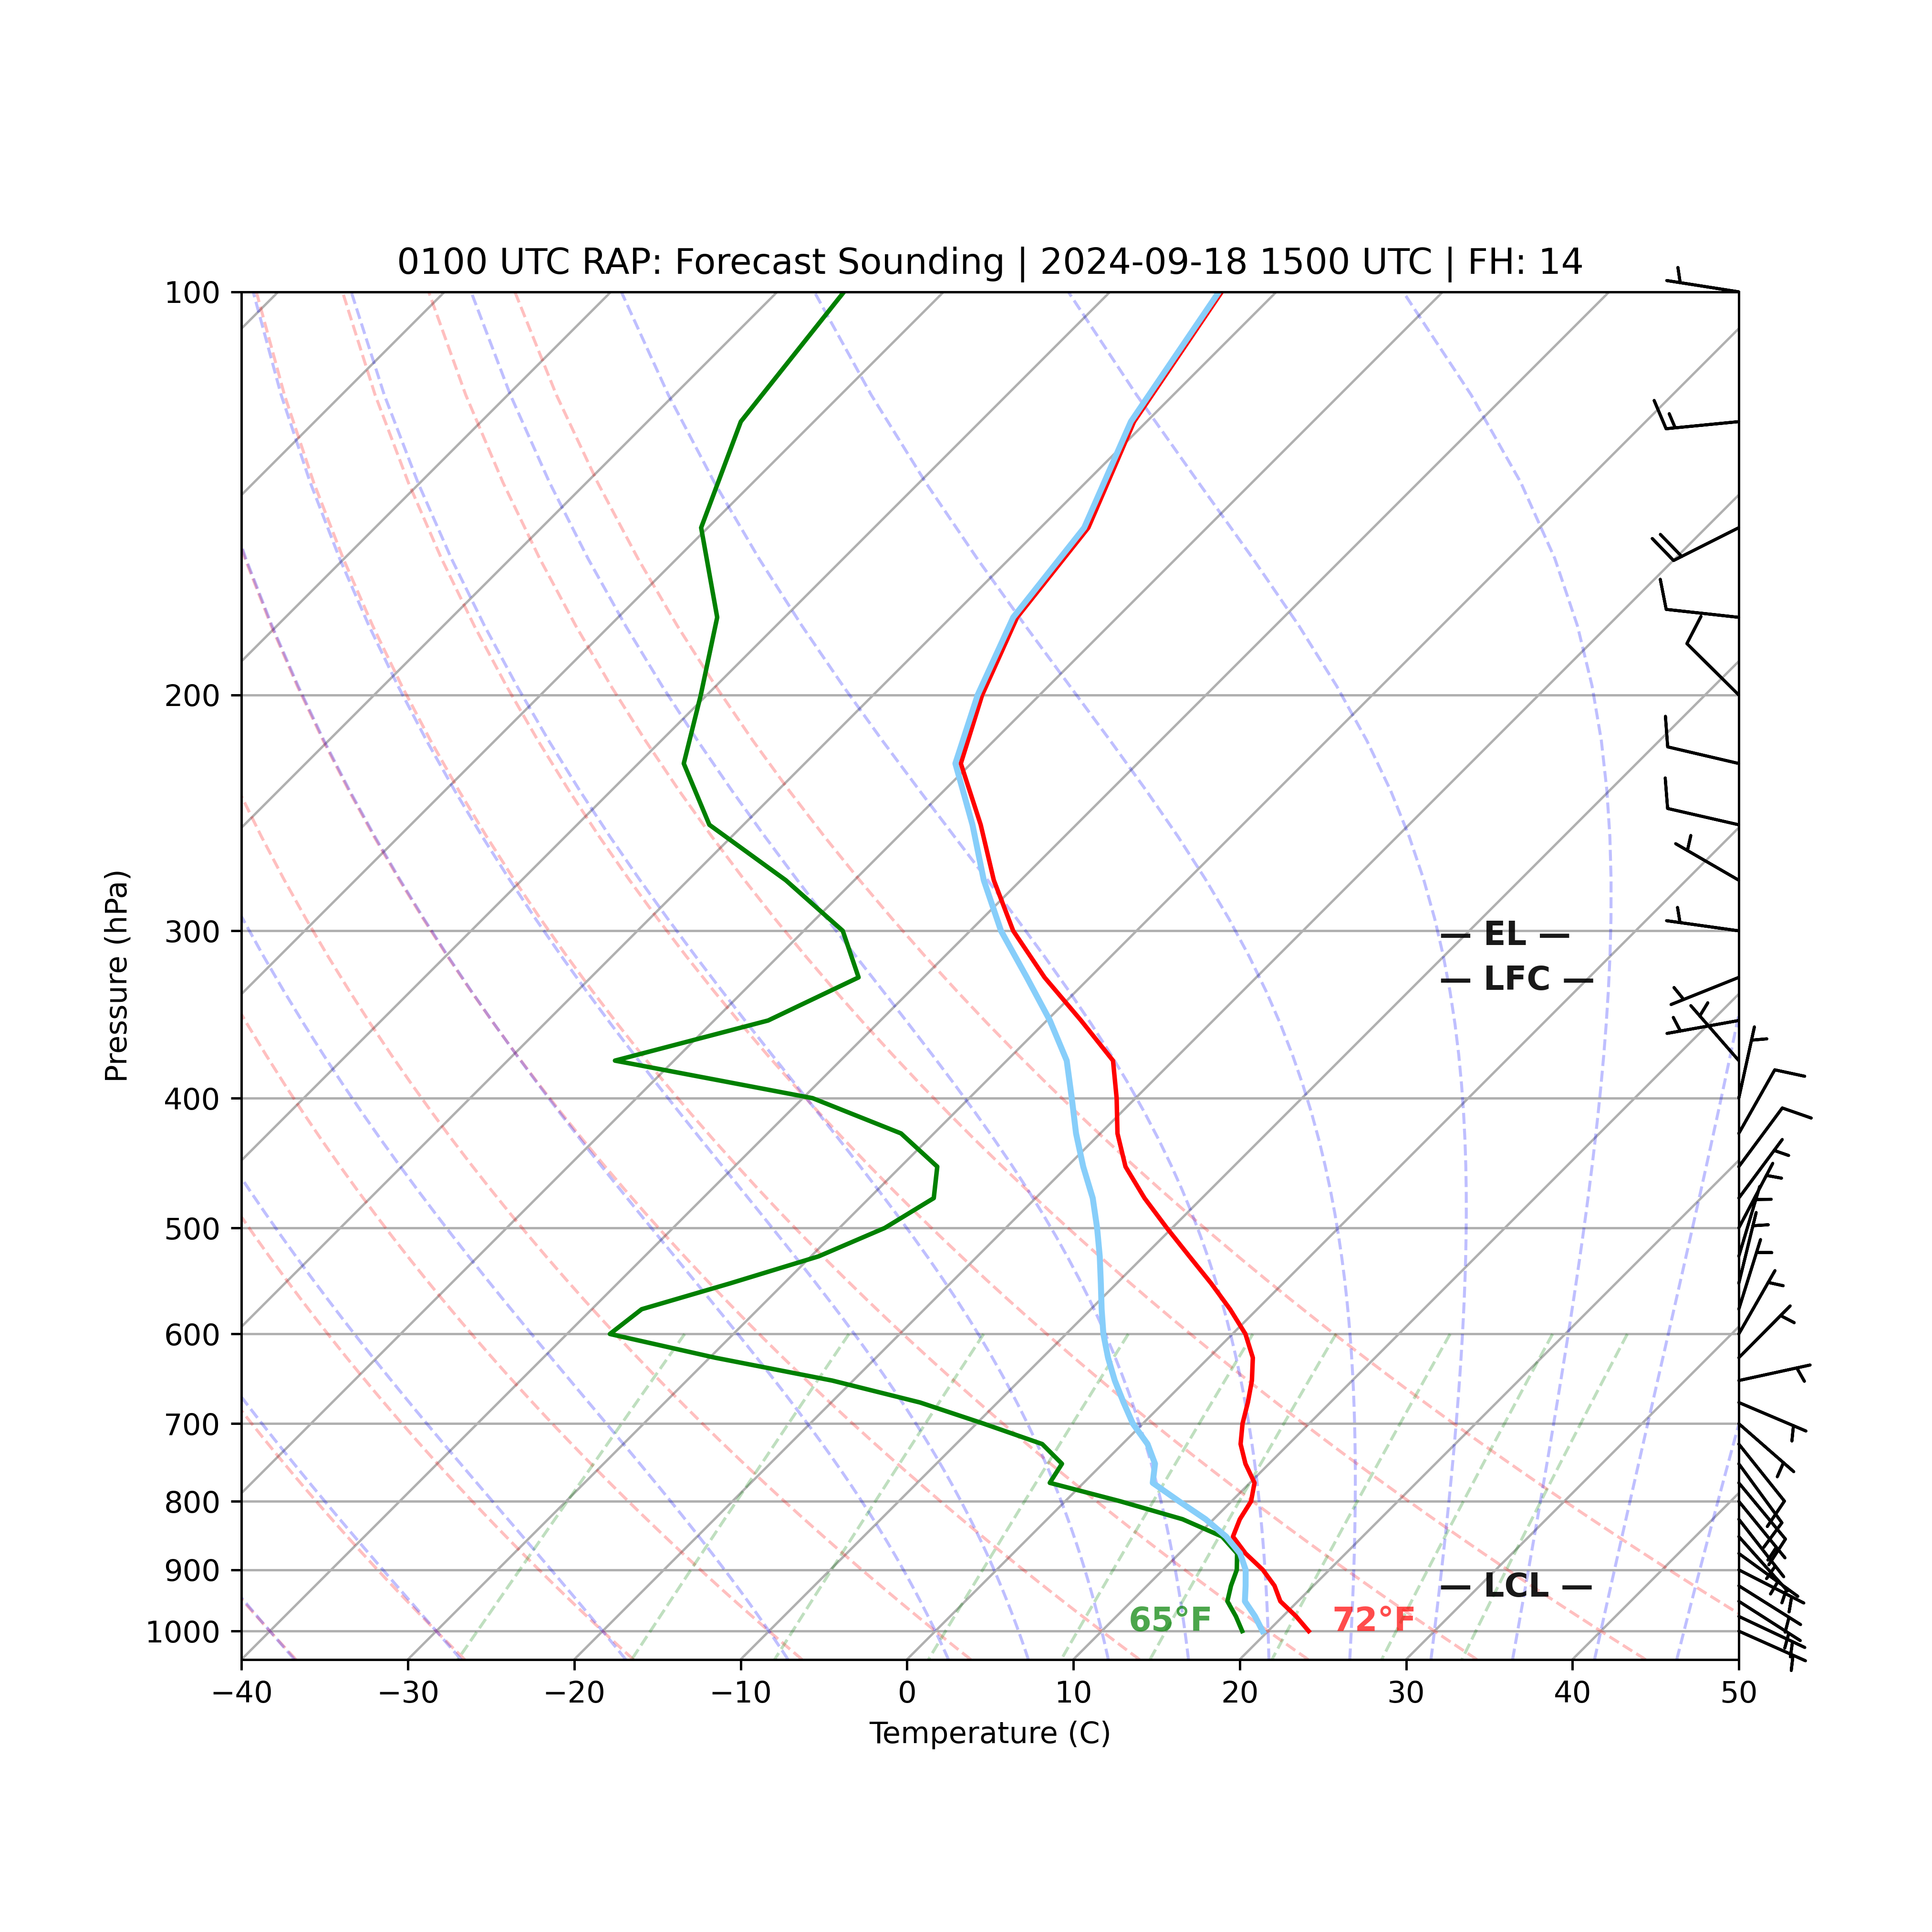 0100 UTC RAP: Forecast Sounding | 2024-09-18 1500 UTC | FH: 14
100
200
300
— EL —
— LFC —
400
500
600
700
800
900
— LCL —
1000
65°F
72°F
−40
−30
−20
−10
0
10
20
30
40
50
Temperature (C)
Pressure (hPa)